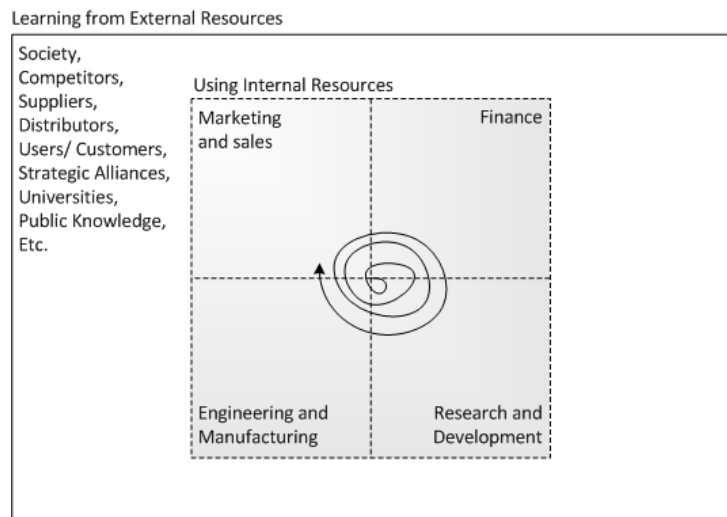 Learning from External Resources
Society,
Competitors,
Suppliers,
Distributors,
Users/ Customers,
Strategic Alliances,
Universities,
Public Knowledge,
Etc.
Using Internal Resources
Marketing
and sales
Finance
Engineering and
Manufacturing
Research and
Development